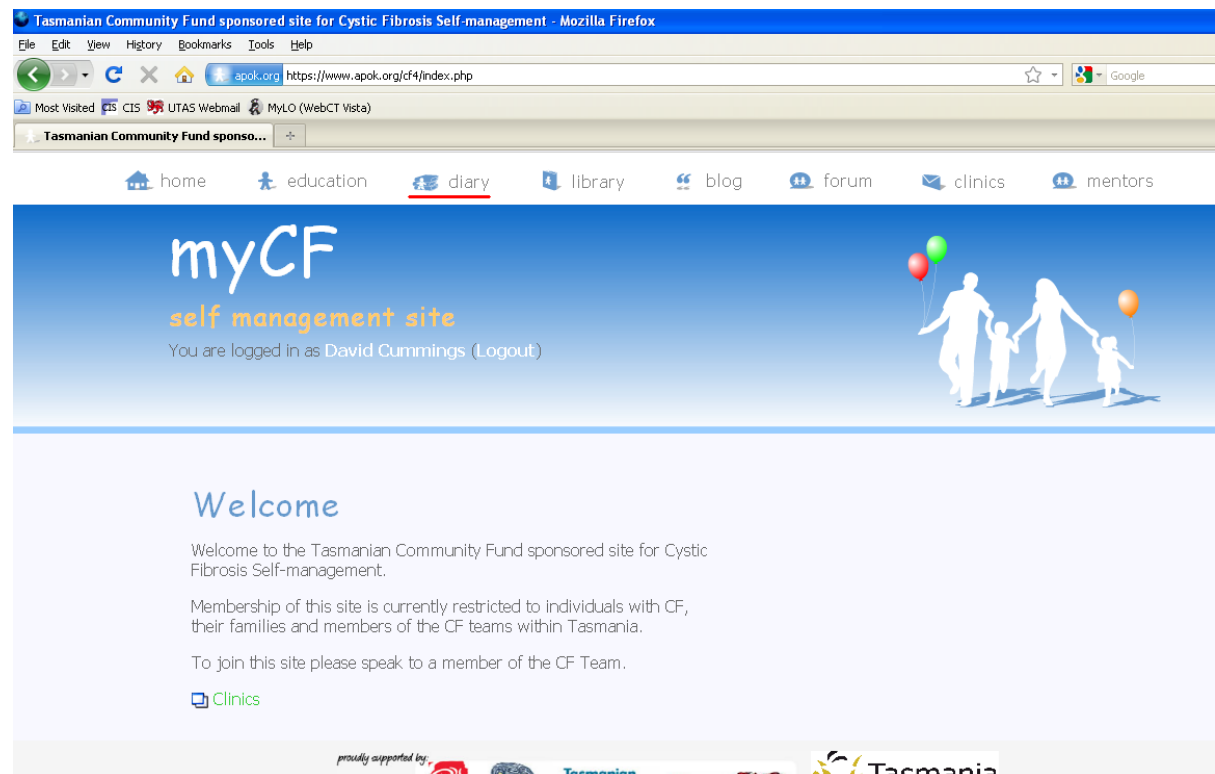 Tasmanian Community Fund sponsored site for Cystic Fibrosis Self-management - Mozilla Firefox
File Edit View History Bookmarks Tools Help
apok.org https://www.apok.org/cf4/index.php Google
Most Visited CIS CIS UTAS Webmail MyLO (WebCT Vista)
Tasmanian Community Fund sponso...
home education diary library blog forum clinics mentors
myCF
self management site
You are logged in as David Cummings (Logout)
Welcome
Welcome to the Tasmanian Community Fund sponsored site for Cystic
Fibrosis Self-management.
Membership of this site is currently restricted to individuals with CF,
their families and members of the CF teams within Tasmania.
To join this site please speak to a member of the CF Team.
Clinics
proudly supported by:
Tasmanian
Tasmania